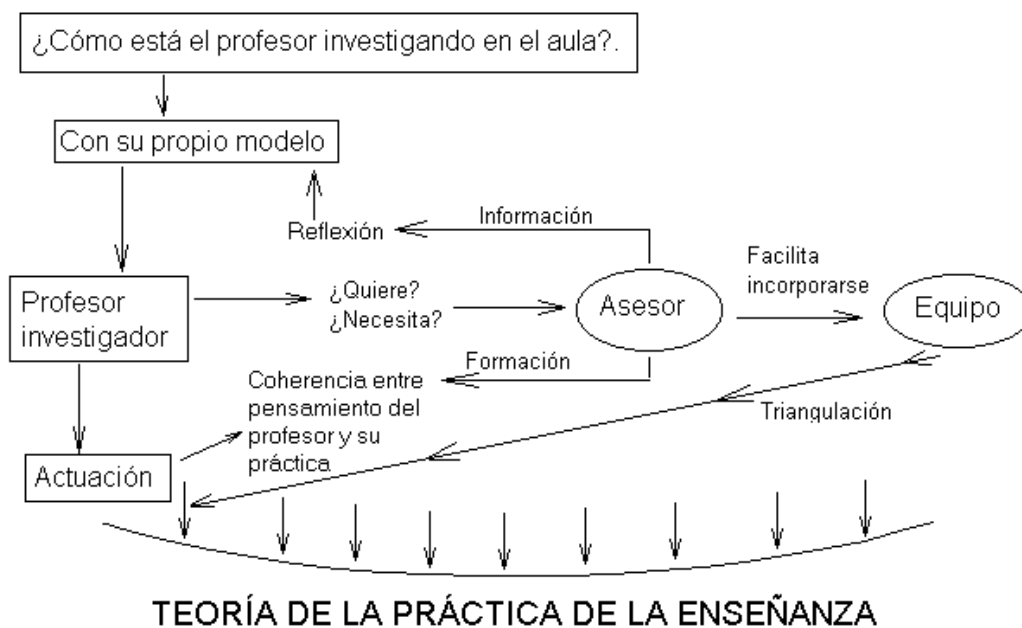 ¿Cómo está el profesor investigando en el aula?.
Con su propio modelo
Reflexión
Información
Profesor
investigador
¿Quiere?
¿Necesita?
Asesor
Facilita
incorporarse
Equipo
Formación
Coherencia entre
pensamiento del
profesor y su
práctica
Triangulación
Actuación
TEORÍA DE LA PRÁCTICA DE LA ENSEÑANZA